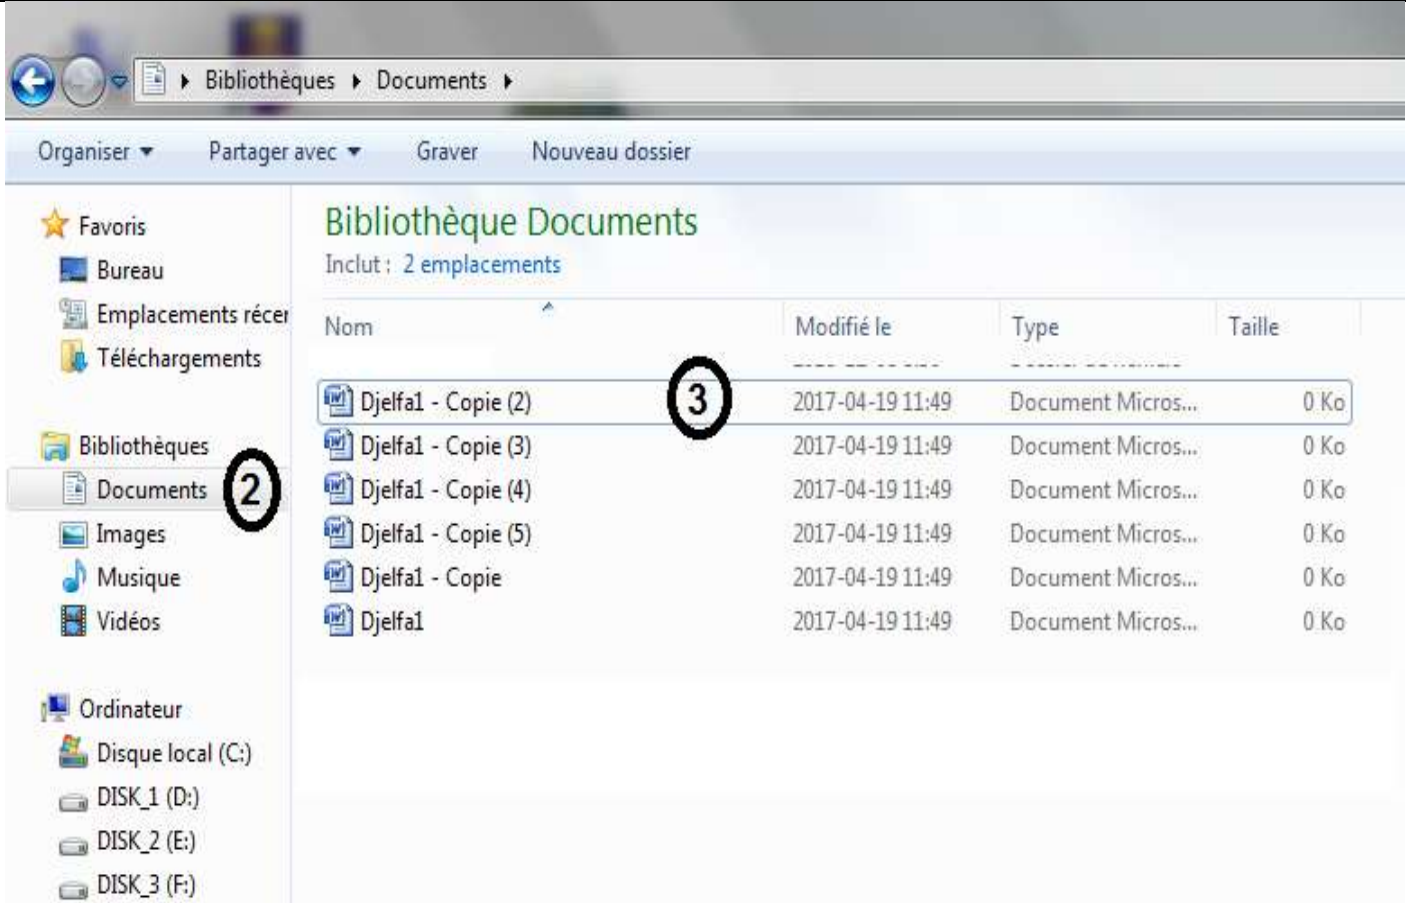 Bibliothèques Documents
Organiser Partager avec Graver Nouveau dossier
Favoris
Bureau
Emplacements récer
Téléchargements
Bibliothèques
Documents 2
Images
Musique
Vidéos
Ordinateur
Disque local (C:)
DISK_1 (D:)
DISK_2 (E:)
DISK_3 (F:)
Bibliothèque Documents
Inclut : 2 emplacements
Nom Modifié le Type Taille
Djelfa1 - Copie (2) 3 2017-04-19 11:49 Document Micros... 0 Ko
Djelfa1 - Copie (3) 2017-04-19 11:49 Document Micros... 0 Ko
Djelfa1 - Copie (4) 2017-04-19 11:49 Document Micros... 0 Ko
Djelfa1 - Copie (5) 2017-04-19 11:49 Document Micros... 0 Ko
Djelfa1 - Copie 2017-04-19 11:49 Document Micros... 0 Ko
Djelfa1 2017-04-19 11:49 Document Micros... 0 Ko